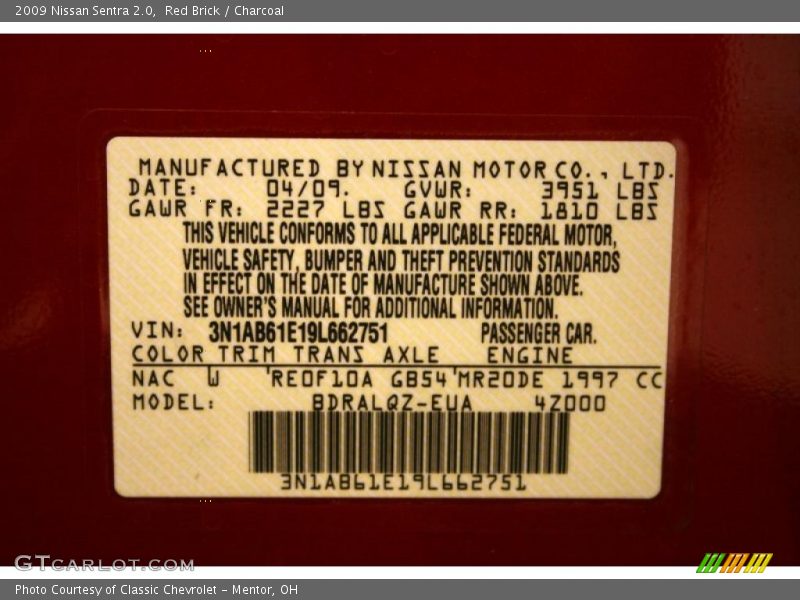 2009 Nissan Sentra 2.0, Red Brick / Charcoal
MANUFACTURED BY NISSAN MOTOR CO., LTD.
DATE: 04/09. GVWR: 3951 LBS
GAWR FR: 2227 LBS GAWR RR: 1810 LBS
THIS VEHICLE CONFORMS TO ALL APPLICABLE FEDERAL MOTOR,
VEHICLE SAFETY, BUMPER AND THEFT PREVENTION STANDARDS
IN EFFECT ON THE DATE OF MANUFACTURE SHOWN ABOVE.
SEE OWNER'S MANUAL FOR ADDITIONAL INFORMATION.
VIN: 3N1AB61E19L662751 PASSENGER CAR.
COLOR TRIM TRANS AXLE ENGINE
NAC W RE0F10A GB54 MR20DE 1997 CC
MODEL: BDRALQZ-EUA 4Z000
3N1AB61E19L662751
GTCARLOT.COM
Photo Courtesy of Classic Chevrolet - Mentor, OH